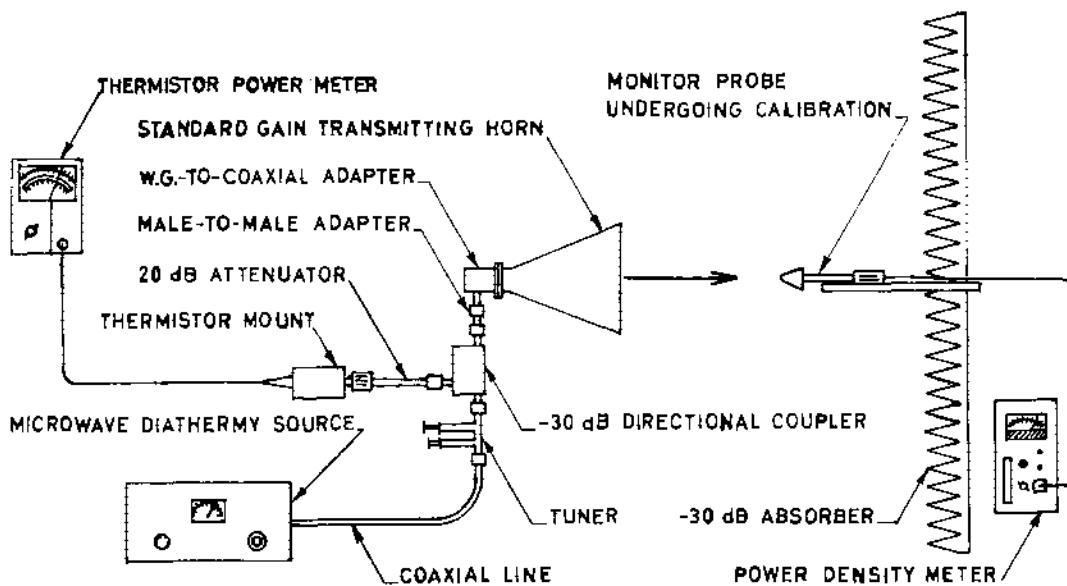 THERMISTOR POWER METER
MONITOR PROBE
UNDERGOING CALIBRATION
STANDARD GAIN TRANSMITTING HORN
W.G.-TO-COAXIAL ADAPTER
MALE-TO-MALE ADAPTER
20 dB ATTENUATOR
THERMISTOR MOUNT
MICROWAVE DIATHERMY SOURCE
-30 dB DIRECTIONAL COUPLER
TUNER
-30 dB ABSORBER
COAXIAL LINE
POWER DENSITY METER